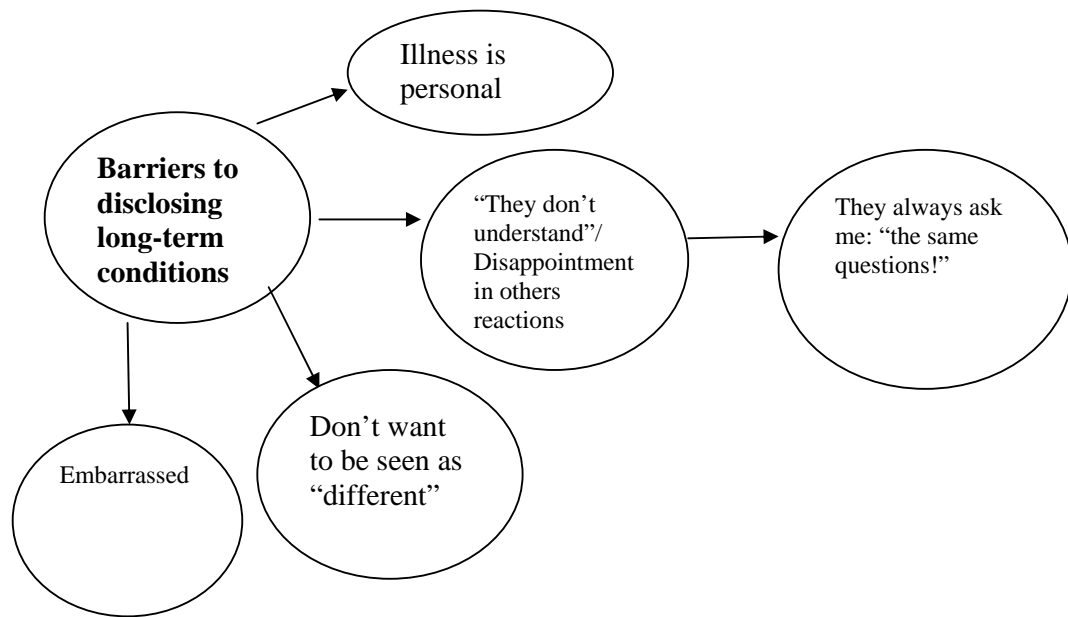 Illness is
personal
Barriers to
disclosing
long-term
conditions
“They don’t
understand”/
Disappointment
in others
reactions
They always ask
me: “the same
questions!”
Don’t want
to be seen as
“different”
Embarrassed